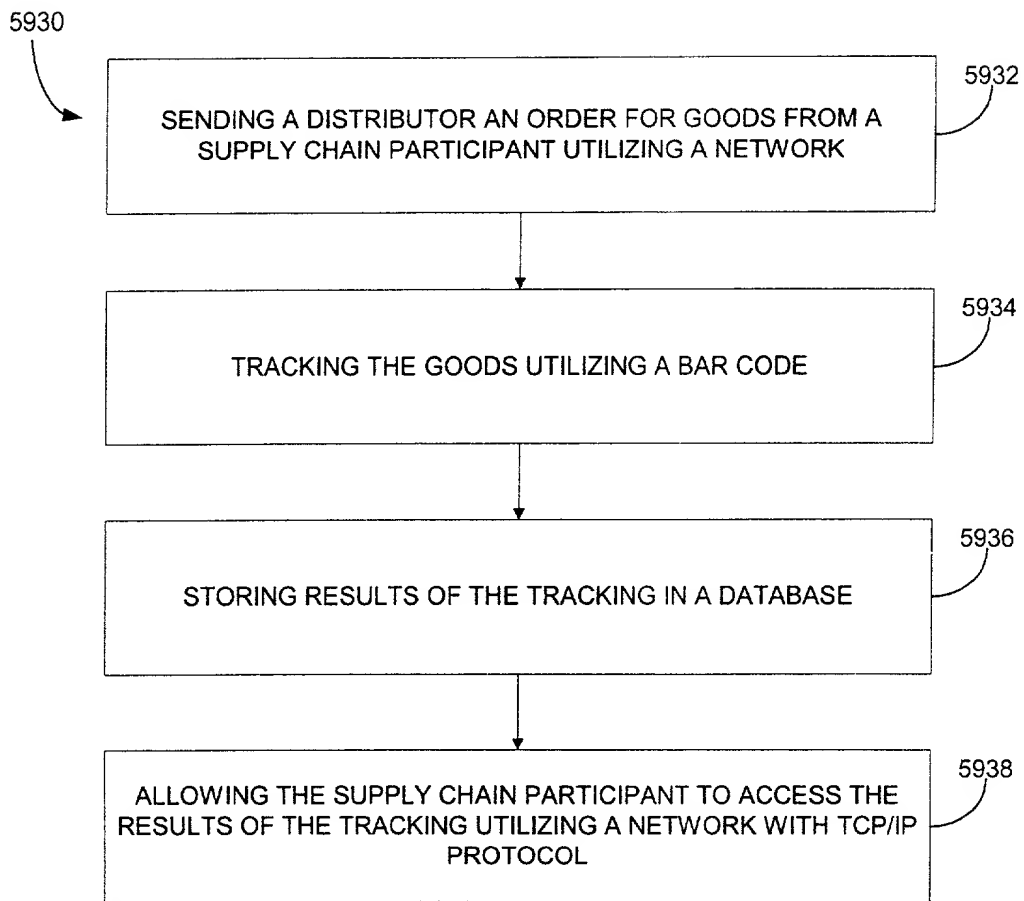 5930
5932
SENDING A DISTRIBUTOR AN ORDER FOR GOODS FROM A
SUPPLY CHAIN PARTICIPANT UTILIZING A NETWORK
5934
TRACKING THE GOODS UTILIZING A BAR CODE
5936
STORING RESULTS OF THE TRACKING IN A DATABASE
5938
ALLOWING THE SUPPLY CHAIN PARTICIPANT TO ACCESS THE
RESULTS OF THE TRACKING UTILIZING A NETWORK WITH TCP/IP
PROTOCOL